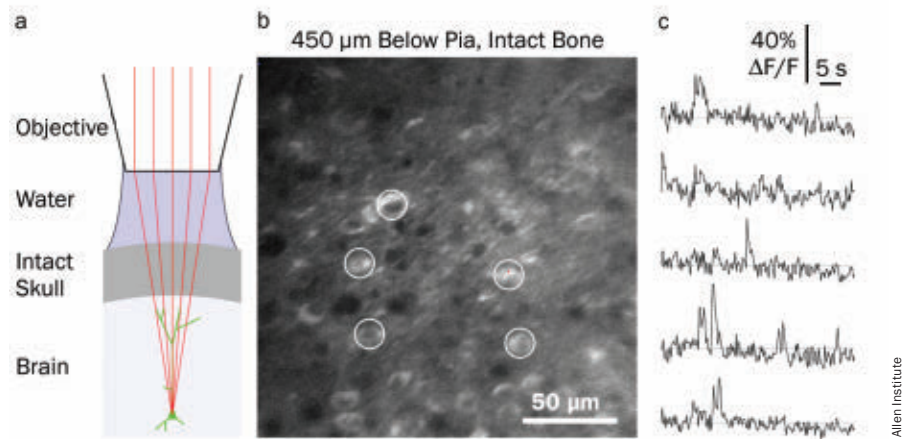 a
Objective
Water
Intact
Skull
Brain
b
450 µm Below Pia, Intact Bone
50 µm
c
40%
ΔF/F
5 s
Allen Institute